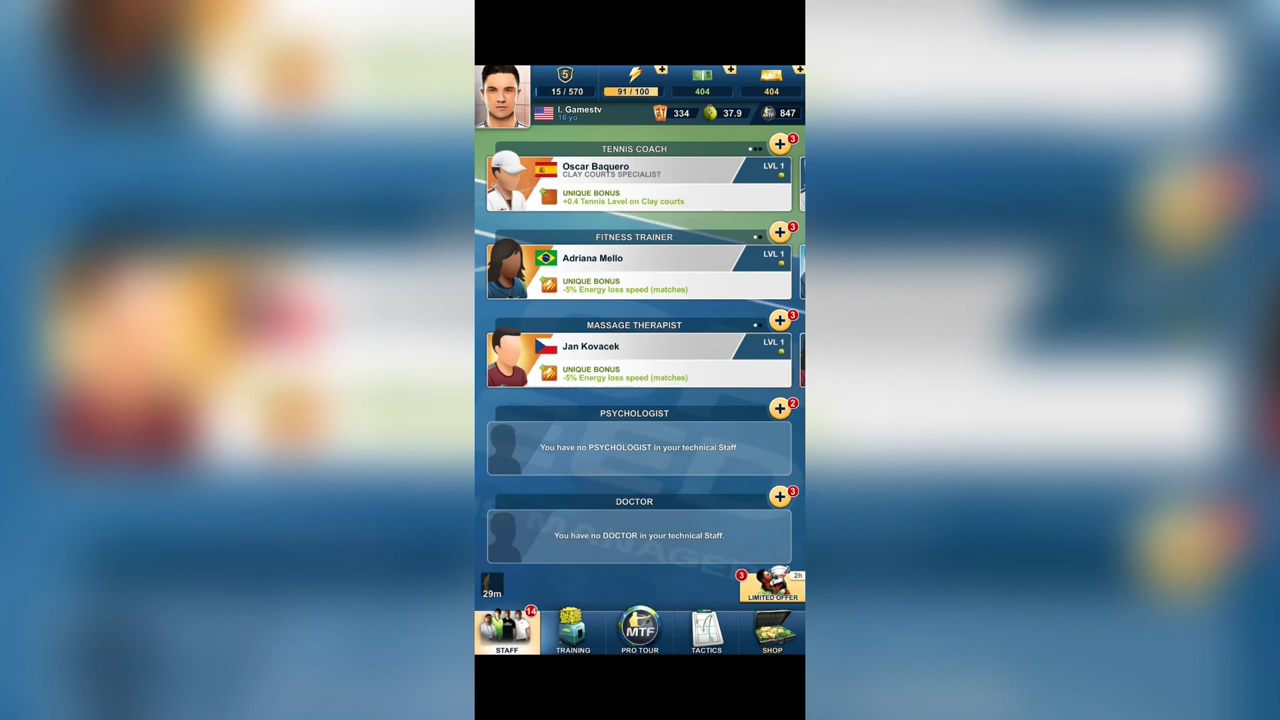 5
15 / 570
91 / 100
404
404
I. Gamestv
16 yo
334
37.9
MTF
847
TENNIS COACH
3
Oscar Baquero
CLAY COURTS SPECIALIST
LVL 1
UNIQUE BONUS
+0.4 Tennis Level on Clay courts
FITNESS TRAINER
3
Adriana Mello
LVL 1
UNIQUE BONUS
-5% Energy loss speed (matches)
MASSAGE THERAPIST
3
Jan Kovacek
LVL 1
UNIQUE BONUS
-5% Energy loss speed (matches)
PSYCHOLOGIST
2
You have no PSYCHOLOGIST in your technical Staff.
DOCTOR
3
You have no DOCTOR in your technical Staff.
MANAGER
29m
3
2h
LIMITED OFFER
14
STAFF
TRAINING
MTF
PRO TOUR
TACTICS
SHOP